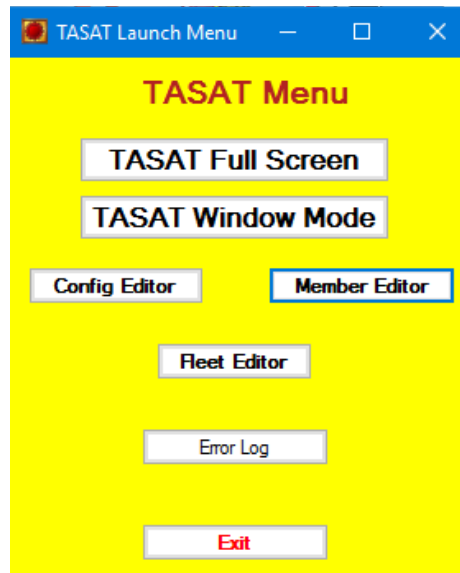 TASAT Launch Menu
TASAT Menu
TASAT Full Screen
TASAT Window Mode
Config Editor
Member Editor
Fleet Editor
Error Log
Exit